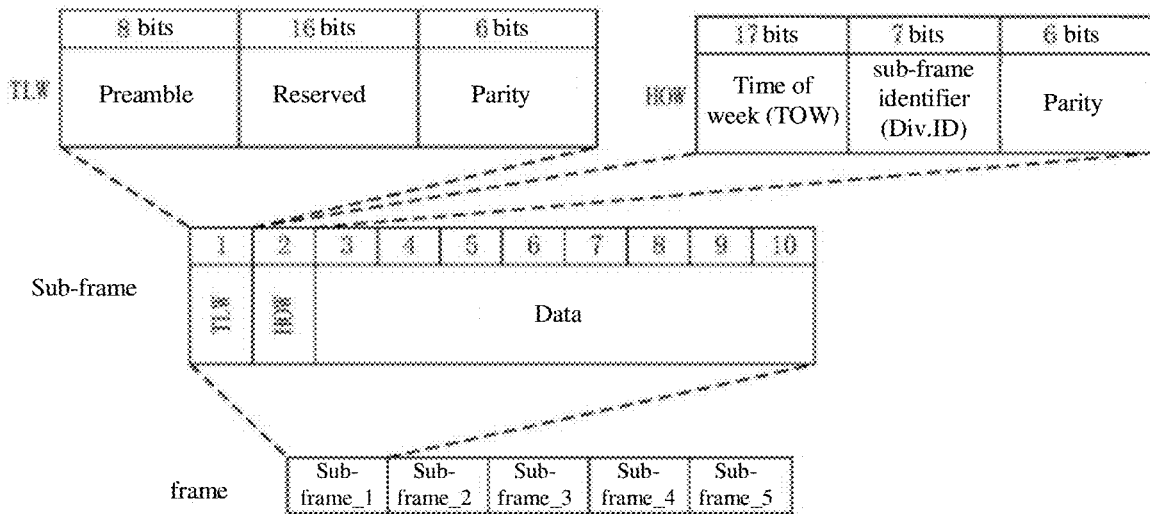 8 bits 16 bits 6 bits
TLW Preamble Reserved Parity
17 bits 7 bits 6 bits
HOW Time of week (TOW) sub-frame identifier (Div.ID) Parity
1 2 3 4 5 6 7 8 9 10
Sub-frame TLW HOW Data
frame Sub-frame_1 Sub-frame_2 Sub-frame_3 Sub-frame_4 Sub-frame_5